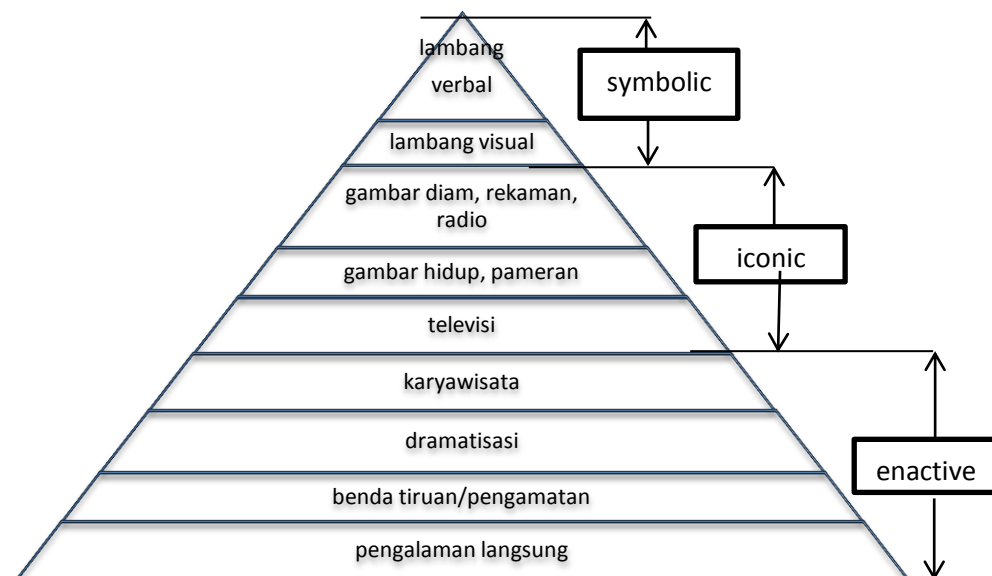 lambang
verbal
symbolic
lambang visual
gambar diam, rekaman,
radio
iconic
gambar hidup, pameran
televisi
karyawisata
dramatisasi
enactive
benda tiruan/pengamatan
pengalaman langsung